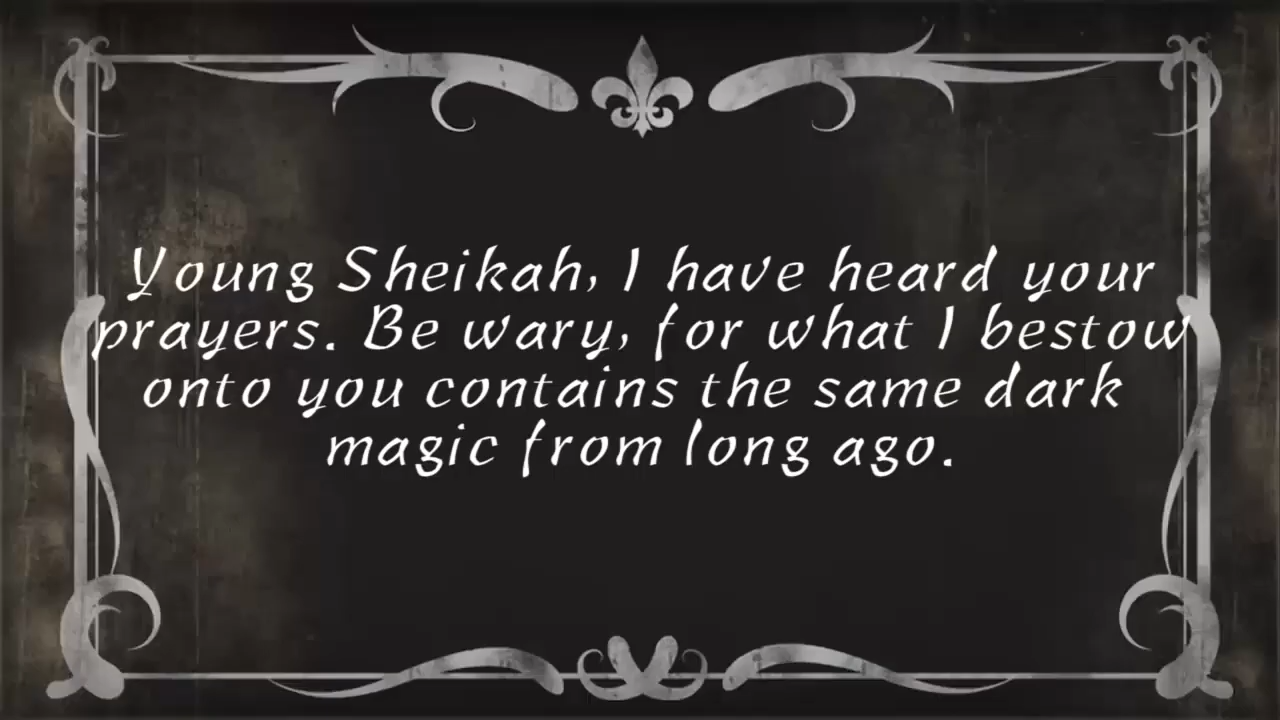 Young Sheikah, I have heard your
prayers. Be wary, for what I bestow
onto you contains the same dark
magic from long ago.